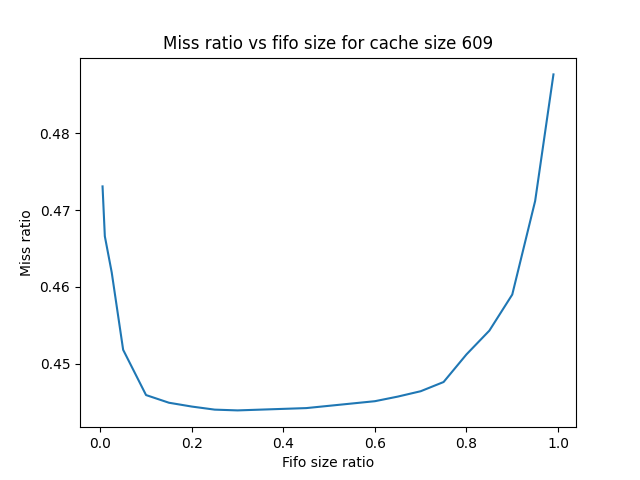 Miss ratio vs fifo size for cache size 609
0.48
0.47
0.46
0.45
Miss ratio
0.0 0.2 0.4 0.6 0.8 1.0
Fifo size ratio